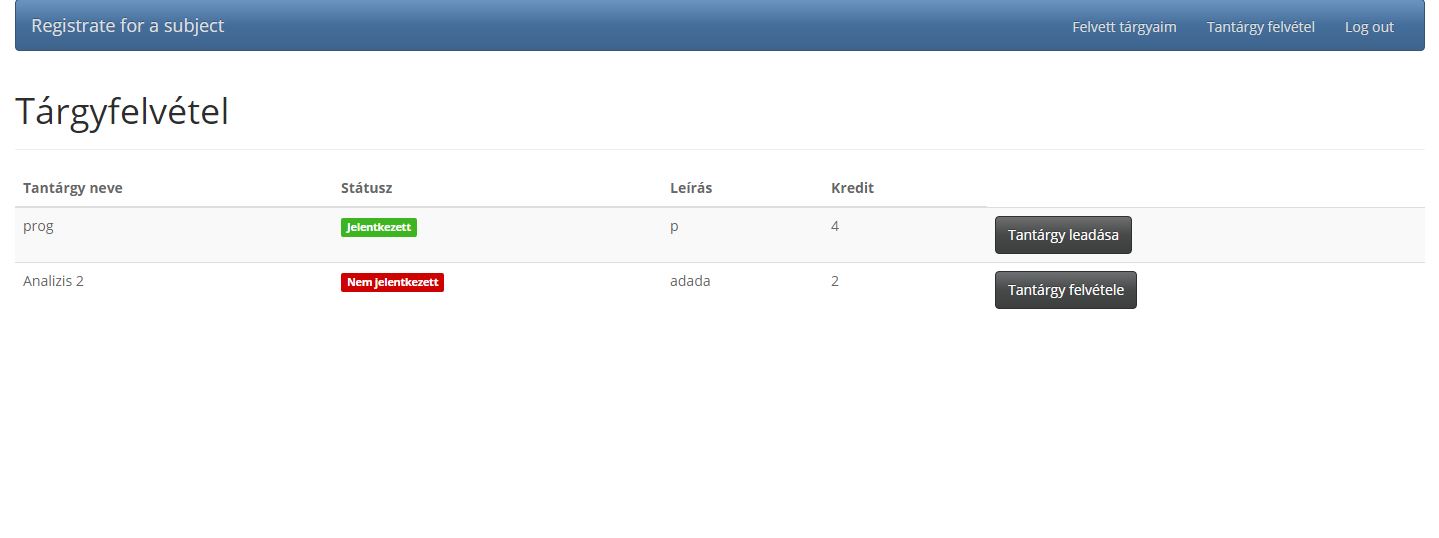 Registrate for a subject Felvett tárgyaim Tantárgy felvétel Log out
Tárgyfelvétel
Tantárgy neve Státusz Leírás Kredit
prog Jelentkezett p 4 Tantárgy leadása
Analizis 2 Nem jelentkezett adada 2 Tantárgy felvétele